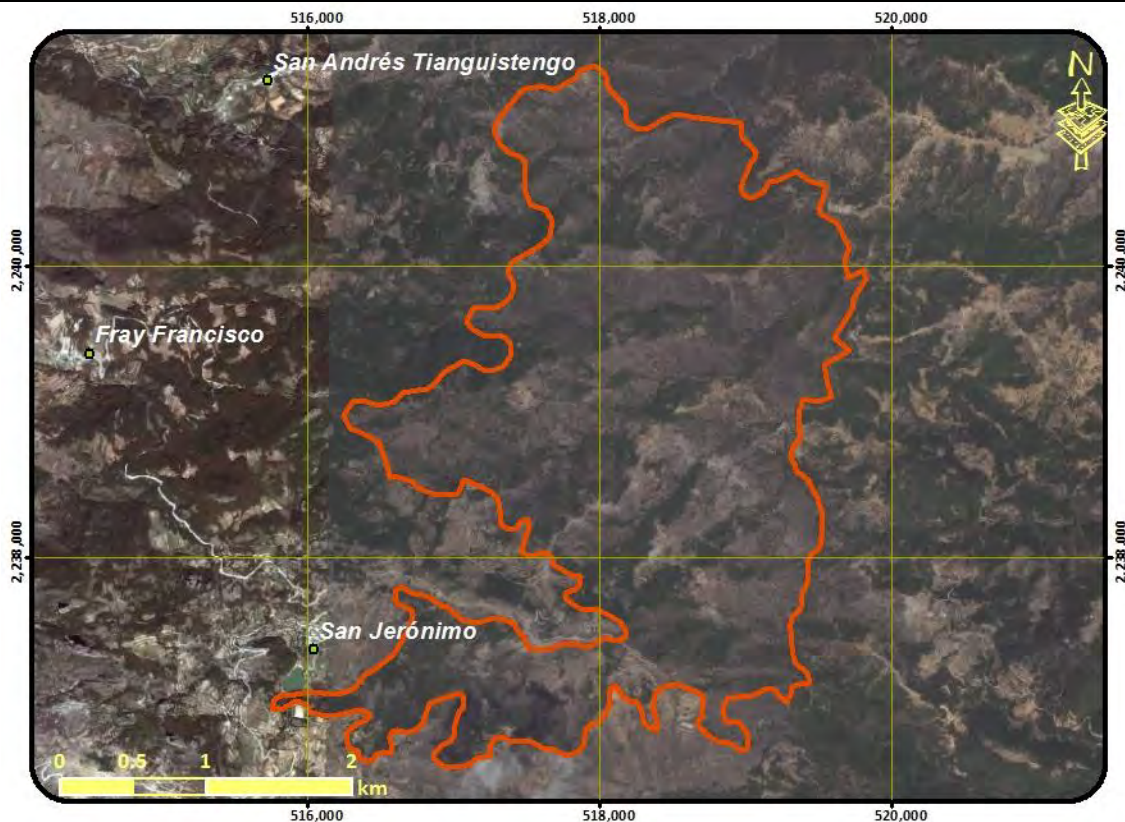 516,000 518,000 520,000
San Andrés Tianguistengo
N
2,240,000 2,240,000
Fray Francisco
2,238,000 2,238,000
San Jerónimo
0 0.5 1 2
km
516,000 518,000 520,000